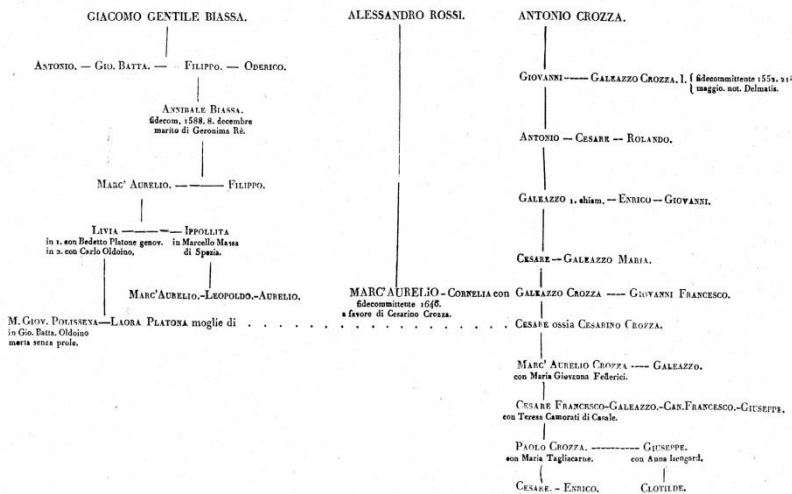 GIACOMO GENTILE BIASSA.
ALESSANDRO ROSSI.
ANTONIO CROZZA.
ANTONIO. — GIO. BATTA. — FILIPPO. — ODERICO.
GIOVANNI — GALEAZZO CROZZA. I. { fidecommittente 1552. 21
maggio. not. Delmatis.
ANNIBALE BIASSA.
fidecom, 1588. 8. decembre
marito di Geronima Rè.
ANTONIO — CESARE — ROLANDO.
MARC' AURELIO. — FILIPPO.
GALEAZZO 1. chiam. — ENRICO — GIOVANNI.
LIVIA — IPPOLLITA
in 1. con Bedetto Platone genov. in Marcello Massa
in 2. con Carlo Oldoino, di Spezia.
CESARE — GALEAZZO MARIA.
MARC'AURELIO.-LEOPOLDO.-AURELIO.
MARC'AURELIO - CORNELIA con GALEAZZO CROZZA — GIOVANNI FRANCESCO.
fidecommittente 1646.
a favore di Cesarino Crozza.
M. GIOV. POLISSENA—LAORA PLATONA moglie di . . . . . . . . . . . . . . . . . . . . CESARE ossia CESARINO CROZZA.
in Gio. Batta. Oldoino
morta senza prole.
MARC' AURELIO CROZZA — GALEAZZO.
con Maria Giovanna Federici.
CESARE FRANCESCO-GALEAZZO.-CAN.FRANCESCO.-GIUSEPPE.
con Teresa Camorati di Casale.
PAOLO CROZZA. — GIUSEPPE.
con Maria Tagliacarne. con Anna Isengard,
CESARE. - ENRICO. CLOTILDE.